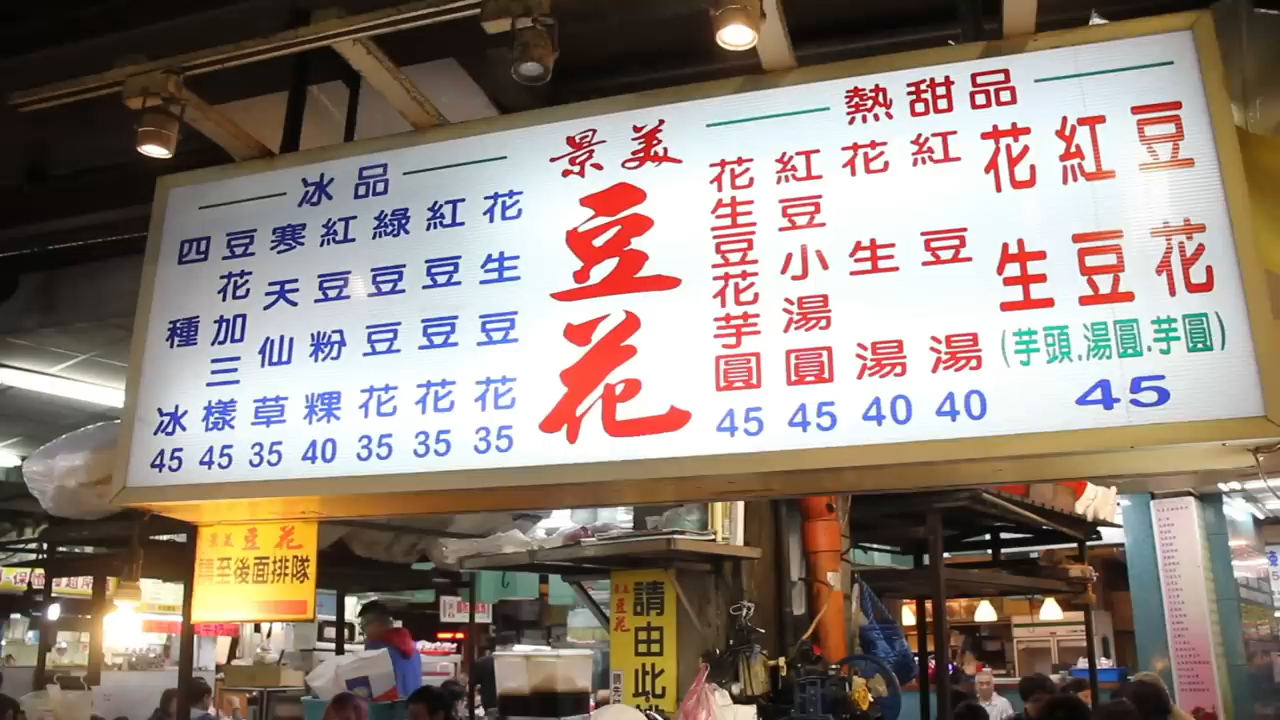 景美
豆花
冰品
花生豆花 35
紅豆豆花 35
綠豆豆花 35
紅豆粉粿 40
寒天仙草 35
豆花加三樣 45
四種冰 45
熱甜品
豆花
紅豆
花生
(芋頭.湯圓.芋圓)
45
紅豆湯 40
花生湯 40
紅豆小湯圓 45
花生豆花芋圓 45
景美豆花
請至後面排隊
景美豆花
請由此